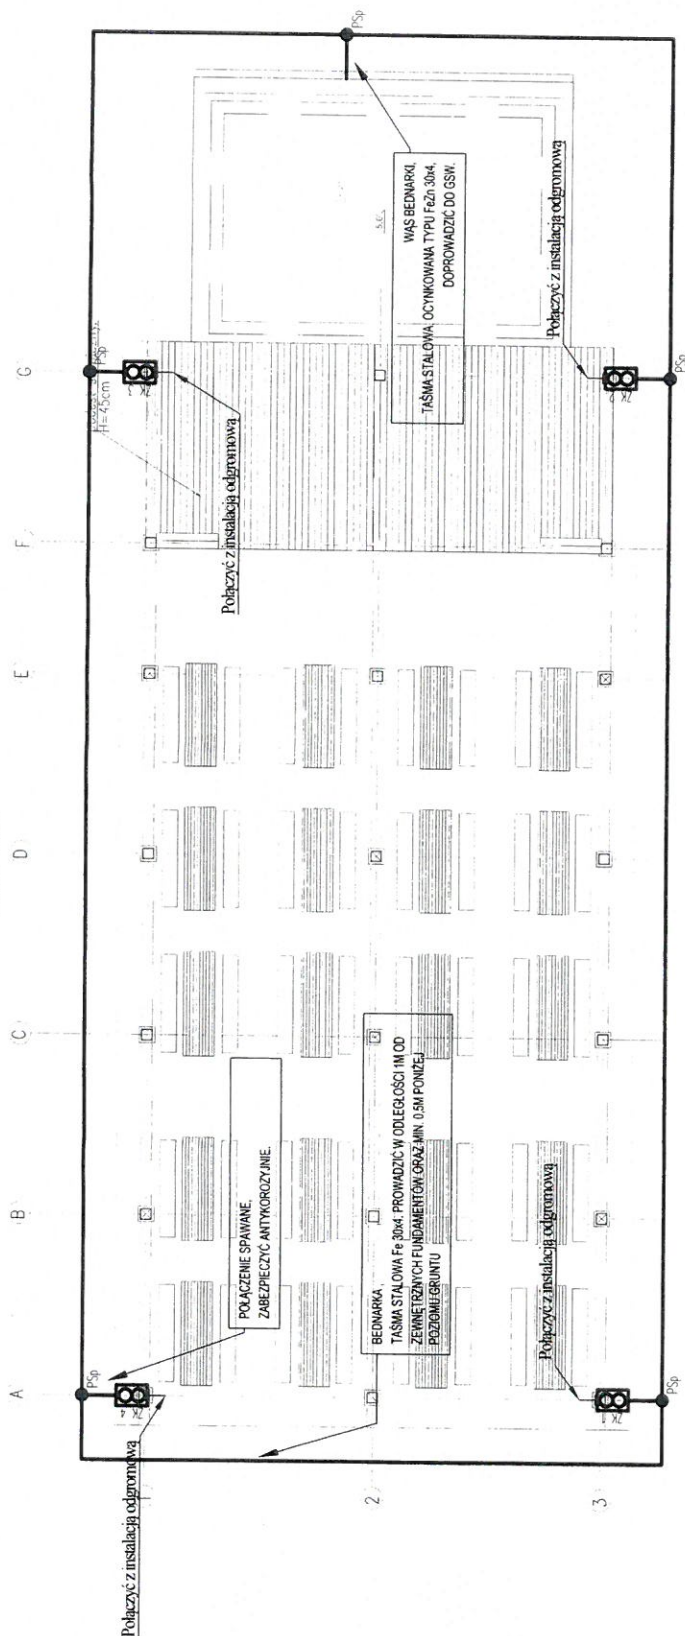 PSp
WĄS BEDNARKI,
TAŚMA STALOWA, OCYNKOWANA TYPU FeZn 30x4,
DOPROWADZIĆ DO GSW.
Połączyć z instalacją odgromową
PSp
H=45cm
Połączyć z instalacją odgromową
PSp
G
F
E
D
C
B
A
POŁĄCZENIE SPAWANE,
ZABEZPIECZYĆ ANTYKOROZYJNIE.
BEDNARKA
TAŚMA STALOWA Fe 30x4, PROWADZIĆ W ODLEGŁOŚCI 1M OD
ZEWNĘTRZNYCH FUNDAMENTÓW ORAZ MIN. 0,5M PONIŻEJ
POZIOMU GRUNTU
PSp
ZK 4
Połączyć z instalacją odgromową
Połączyć z instalacją odgromową
PSp
1
2
3